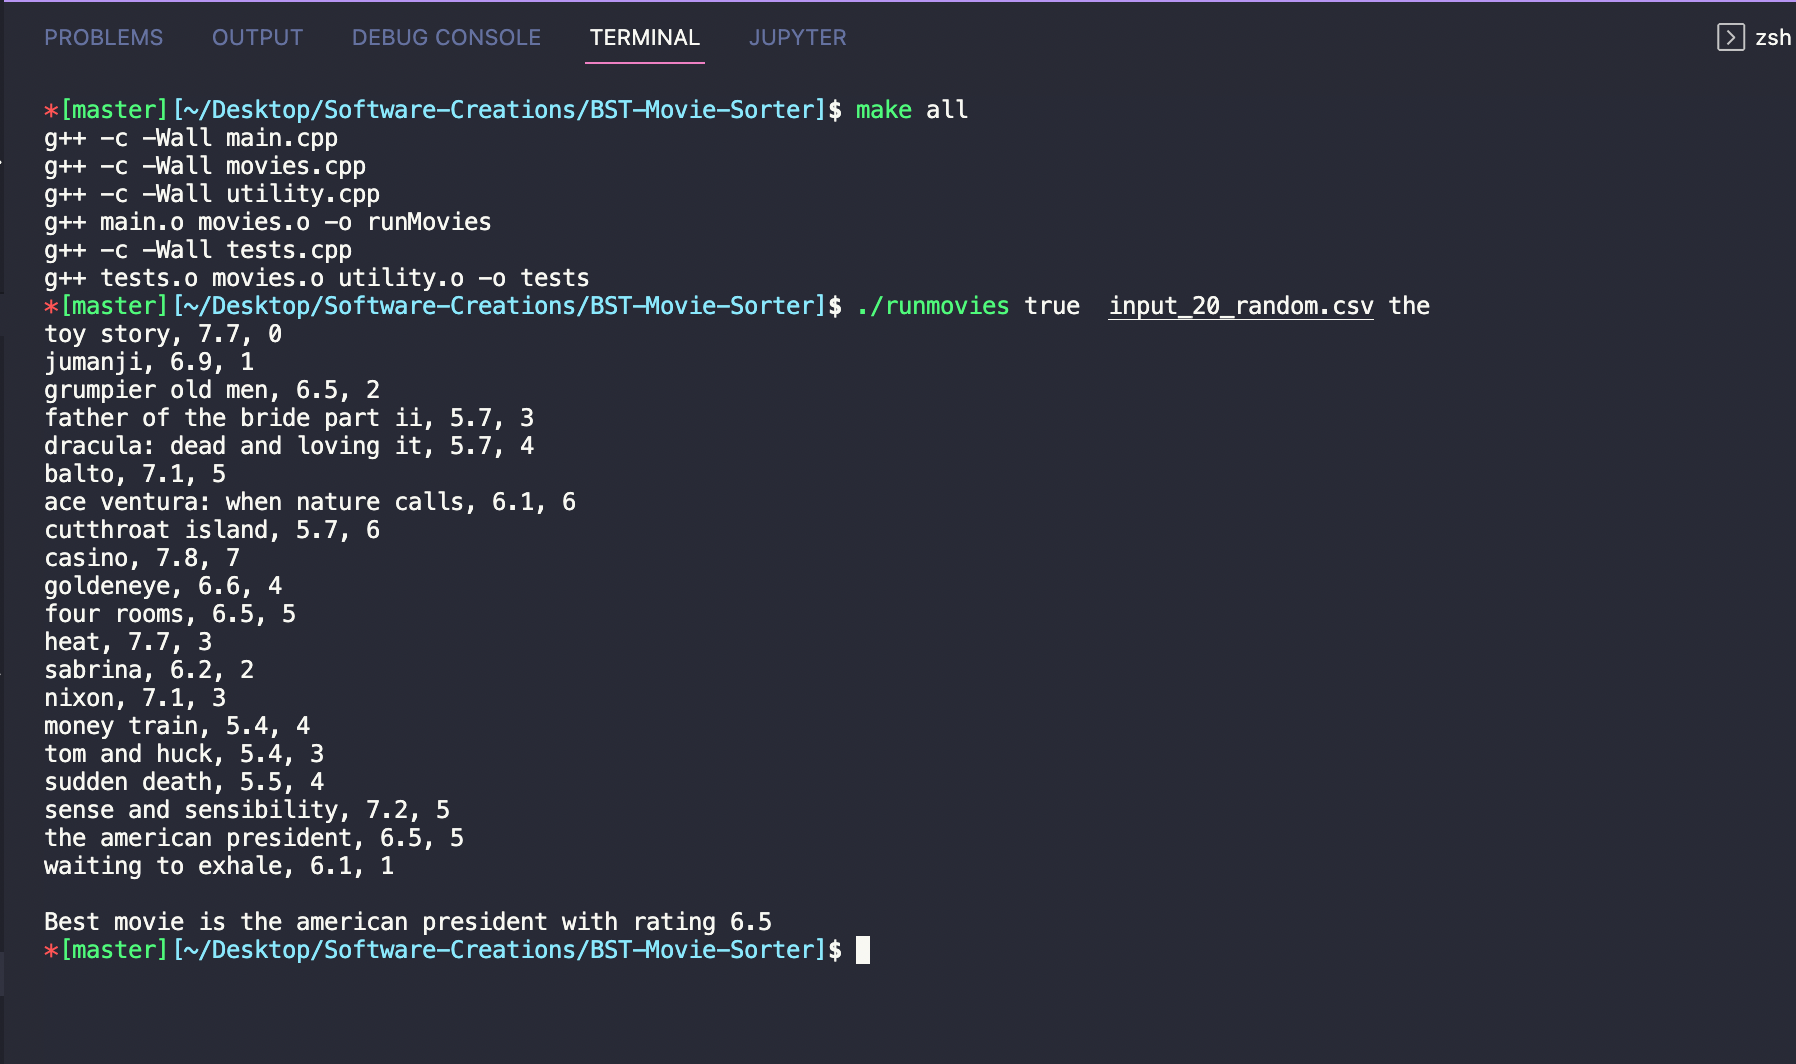 PROBLEMS OUTPUT DEBUG CONSOLE TERMINAL JUPYTER zsh
*[master][~/Desktop/Software-Creations/BST-Movie-Sorter]$ make all
g++ -c -Wall main.cpp
g++ -c -Wall movies.cpp
g++ -c -Wall utility.cpp
g++ main.o movies.o -o runMovies
g++ -c -Wall tests.cpp
g++ tests.o movies.o utility.o -o tests
*[master][~/Desktop/Software-Creations/BST-Movie-Sorter]$ ./runmovies true  input_20_random.csv the
toy story, 7.7, 0
jumanji, 6.9, 1
grumpier old men, 6.5, 2
father of the bride part ii, 5.7, 3
dracula: dead and loving it, 5.7, 4
balto, 7.1, 5
ace ventura: when nature calls, 6.1, 6
cutthroat island, 5.7, 6
casino, 7.8, 7
goldeneye, 6.6, 4
four rooms, 6.5, 5
heat, 7.7, 3
sabrina, 6.2, 2
nixon, 7.1, 3
money train, 5.4, 4
tom and huck, 5.4, 3
sudden death, 5.5, 4
sense and sensibility, 7.2, 5
the american president, 6.5, 5
waiting to exhale, 6.1, 1
Best movie is the american president with rating 6.5
*[master][~/Desktop/Software-Creations/BST-Movie-Sorter]$